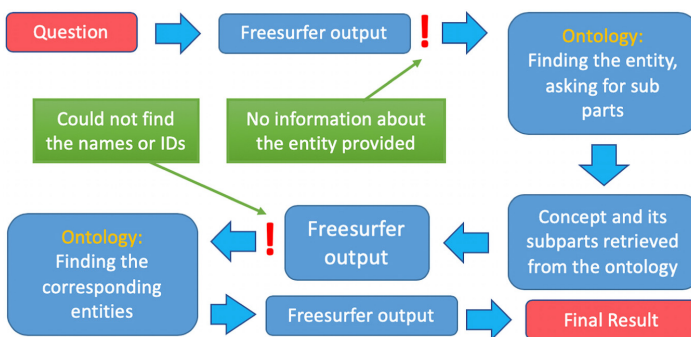 Question
Freesurfer output
!
Ontology:
Finding the entity,
asking for sub
parts
Could not find
the names or IDs
No information about
the entity provided
Concept and its
subparts retrieved
from the ontology
Freesurfer
output
!
Ontology:
Finding the
corresponding
entities
Freesurfer output
Final Result